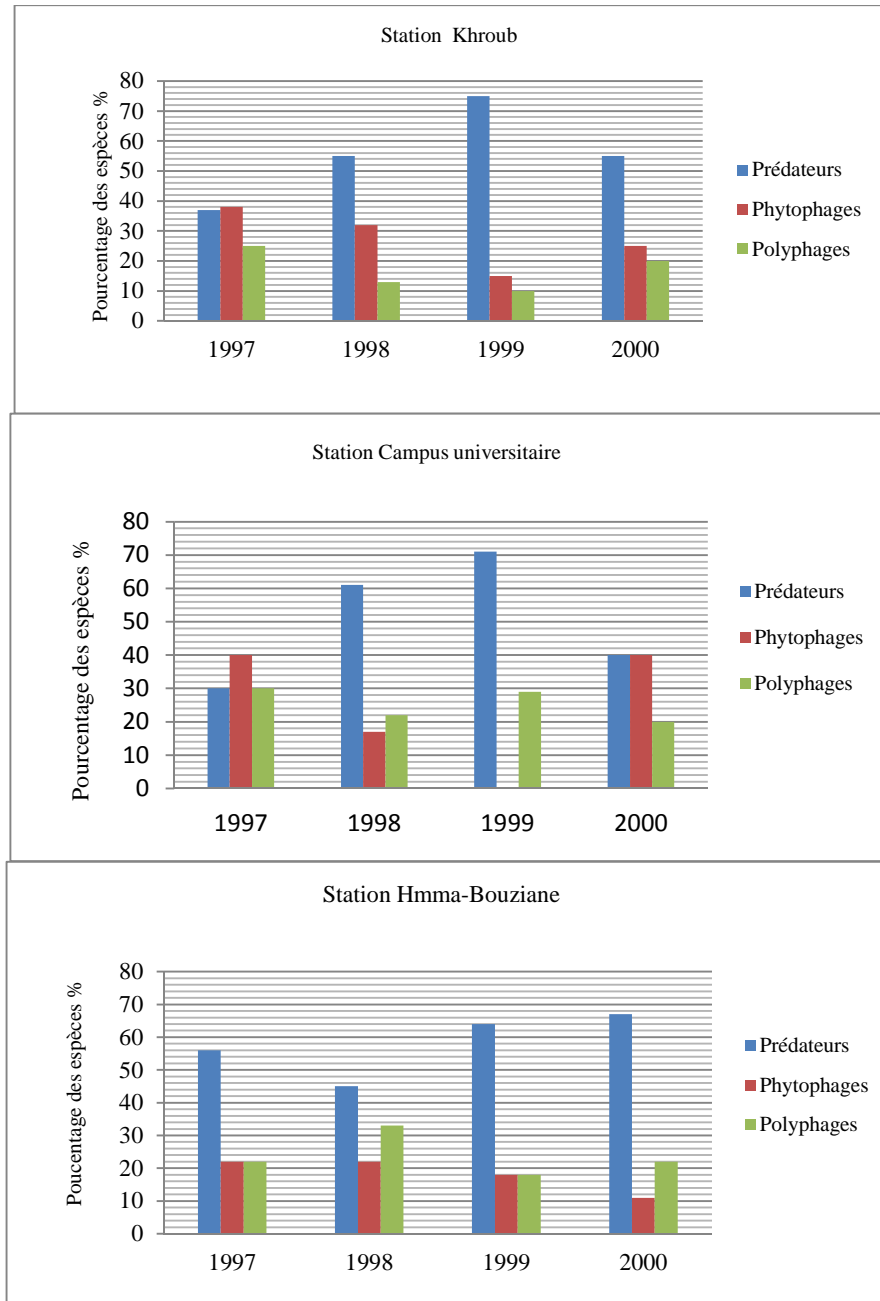 Station Khroub
Pourcentage des espèces %
80
70
60
50
40
30
20
10
0
1997 1998 1999 2000
Prédateurs
Phytophages
Polyphages
Station Campus universitaire
Pourcentage des espèces %
80
70
60
50
40
30
20
10
0
1997 1998 1999 2000
Prédateurs
Phytophages
Polyphages
Station Hmma-Bouziane
Poucentage des espèces %
80
70
60
50
40
30
20
10
0
1997 1998 1999 2000
Prédateurs
Phytophages
Polyphages